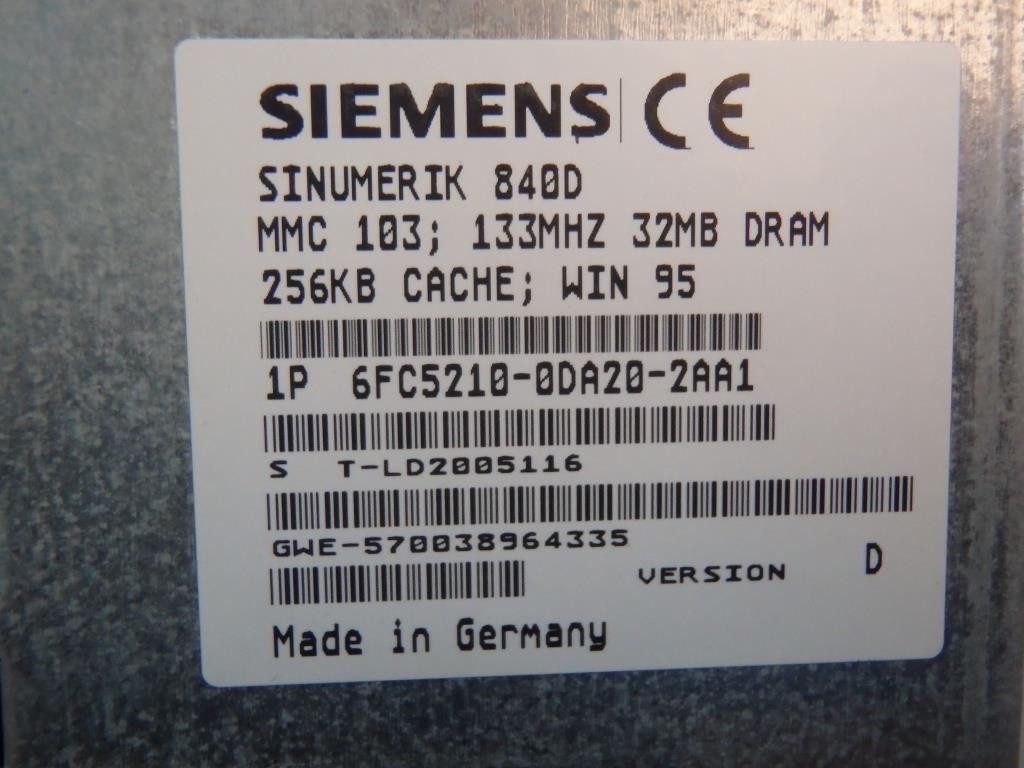 SIEMENS CE
SINUMERIK 840D
MMC 103; 133MHZ 32MB DRAM
256KB CACHE; WIN 95
1P 6FC5210-0DA20-2AA1
S T-LD2005116
GWE-570038964335
VERSION D
Made in Germany